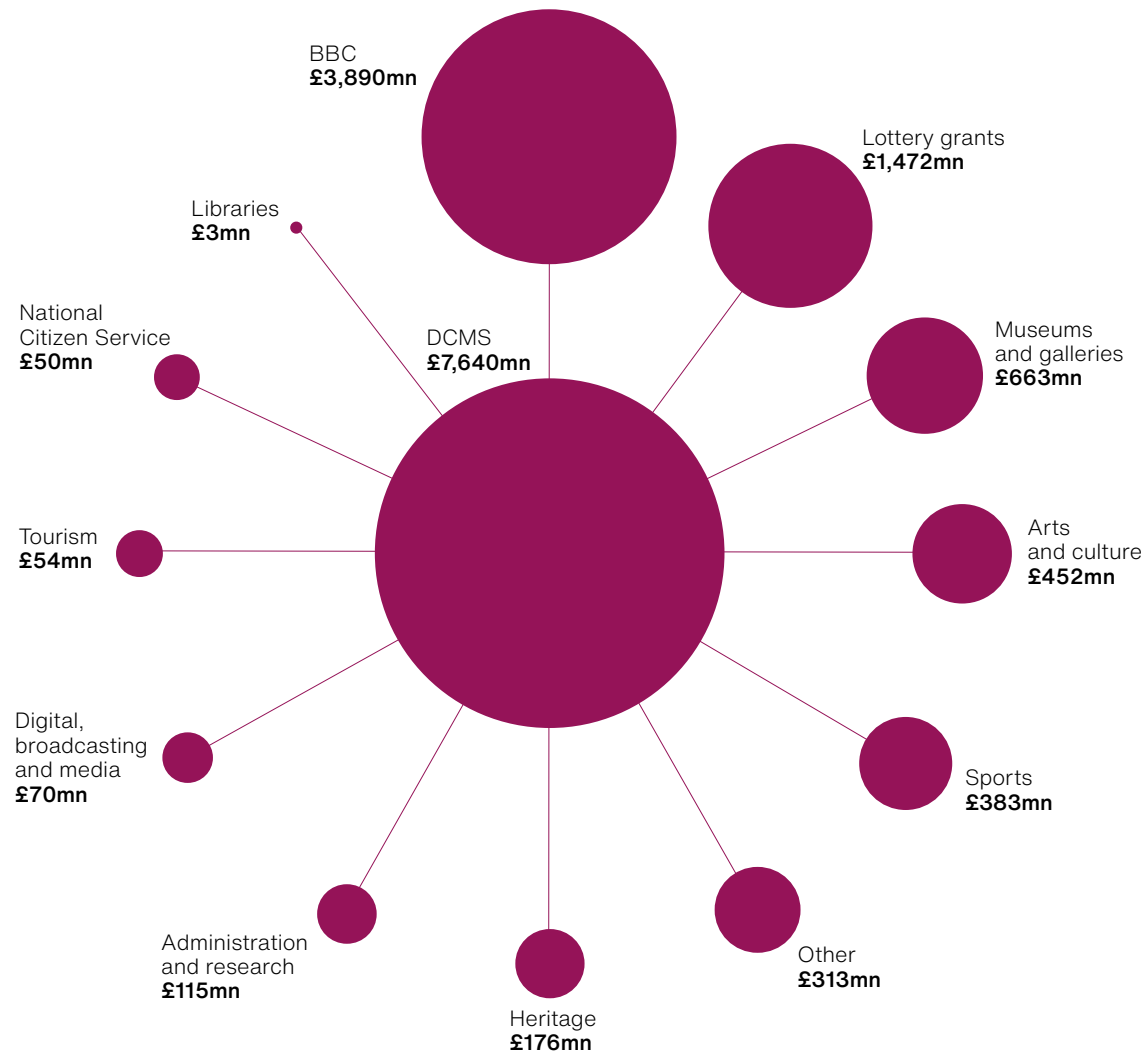 BBC
£3,890mn
Lottery grants
£1,472mn
Libraries
£3mn
National
Citizen Service
£50mn
DCMS
£7,640mn
Museums
and galleries
£663mn
Tourism
£54mn
Arts
and culture
£452mn
Digital,
broadcasting
and media
£70mn
Sports
£383mn
Administration
and research
£115mn
Other
£313mn
Heritage
£176mn